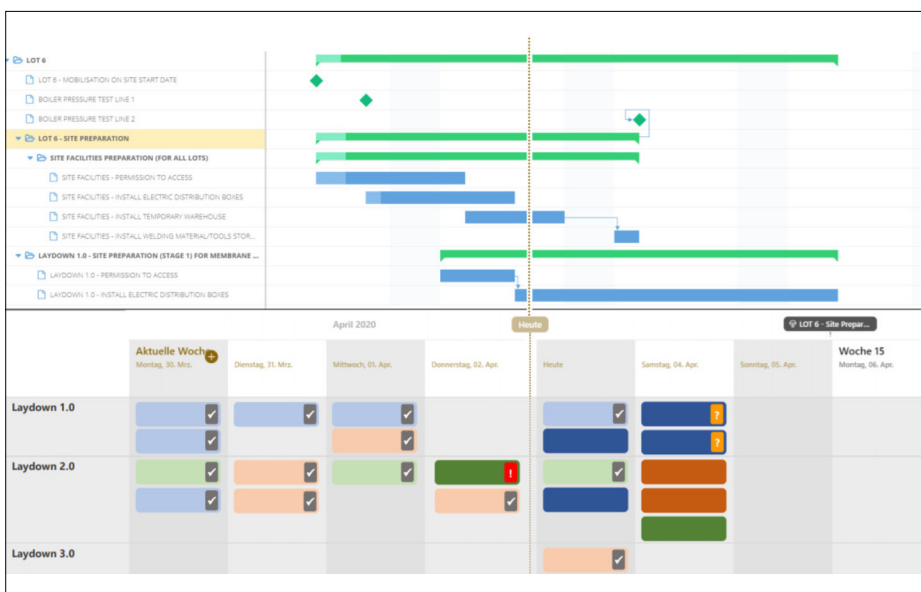 LOT 6
LOT 6 - MOBILISATION ON SITE START DATE
BOILER PRESSURE TEST LINE 1
BOILER PRESSURE TEST LINE 2
LOT 6 - SITE PREPARATION
SITE FACILITIES PREPARATION (FOR ALL LOTS)
SITE FACILITIES - PERMISSION TO ACCESS
SITE FACILITIES - INSTALL ELECTRIC DISTRIBUTION BOXES
SITE FACILITIES - INSTALL TEMPORARY WAREHOUSE
SITE FACILITIES - INSTALL WELDING MATERIAL/TOOLS STOR...
LAYDOWN 1.0 - SITE PREPARATION (STAGE 1) FOR MEMBRANE ...
LAYDOWN 1.0 - PERMISSION TO ACCESS
LAYDOWN 1.0 - INSTALL ELECTRIC DISTRIBUTION BOXES
April 2020
Heute
LOT 6 - Site Prepar...
Aktuelle Woche
Woche 15
Montag, 30. Mrz.
Dienstag, 31. Mrz.
Mittwoch, 01. Apr.
Donnerstag, 02. Apr.
Heute
Samstag, 04. Apr.
Sonntag, 05. Apr.
Montag, 06. Apr.
Laydown 1.0
? 
?
Laydown 2.0
!
Laydown 3.0